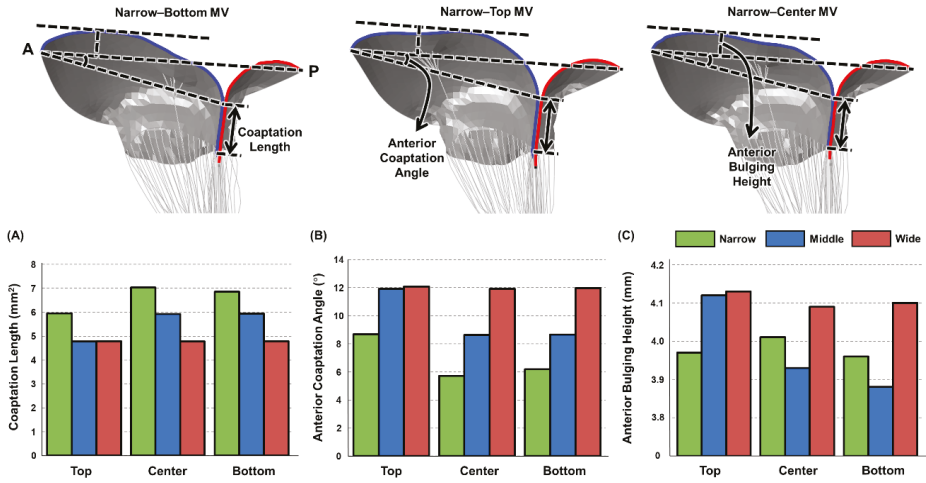 Narrow–Bottom MV
Narrow–Top MV
Narrow–Center MV
A
P
Coaptation
Length
Anterior
Coaptation
Angle
Anterior
Bulging
Height
(A)
(B)
(C)
Narrow
Middle
Wide
Coaptation Length (mm²)
8
7
6
5
4
3
2
1
0
Top
Center
Bottom
Anterior Coaptation Angle (°)
14
12
10
8
6
4
2
0
Top
Center
Bottom
Anterior Bulging Height (mm)
4.2
4.1
4.0
3.9
3.8
0
Top
Center
Bottom